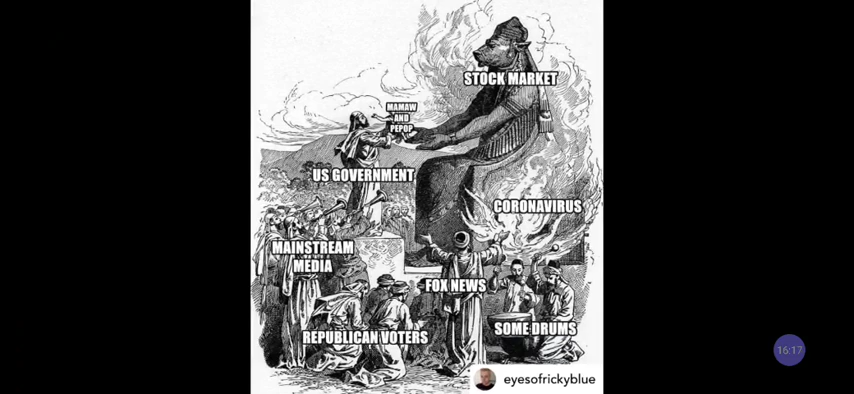 STOCK MARKET
MAMAW
AND
PEPOP
US GOVERNMENT
CORONAVIRUS
MAINSTREAM
MEDIA
FOX NEWS
SOME DRUMS
REPUBLICAN VOTERS
16:17
eyesofrickyblue